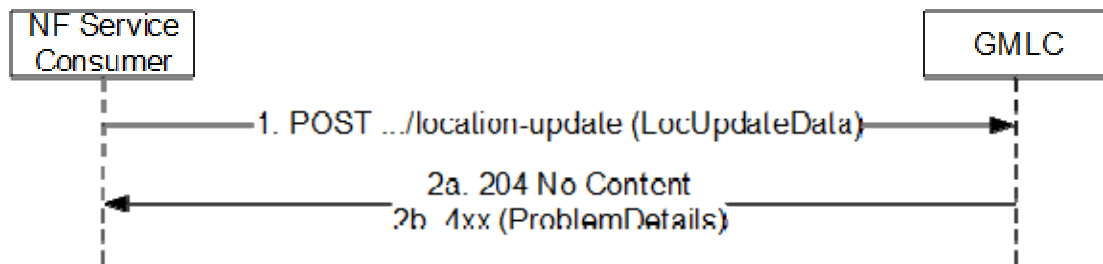 NF Service
Consumer
GMLC
1. POST .../location-update (LocUpdateData)
2a. 204 No Content
2b. 4xx (ProblemDetails)